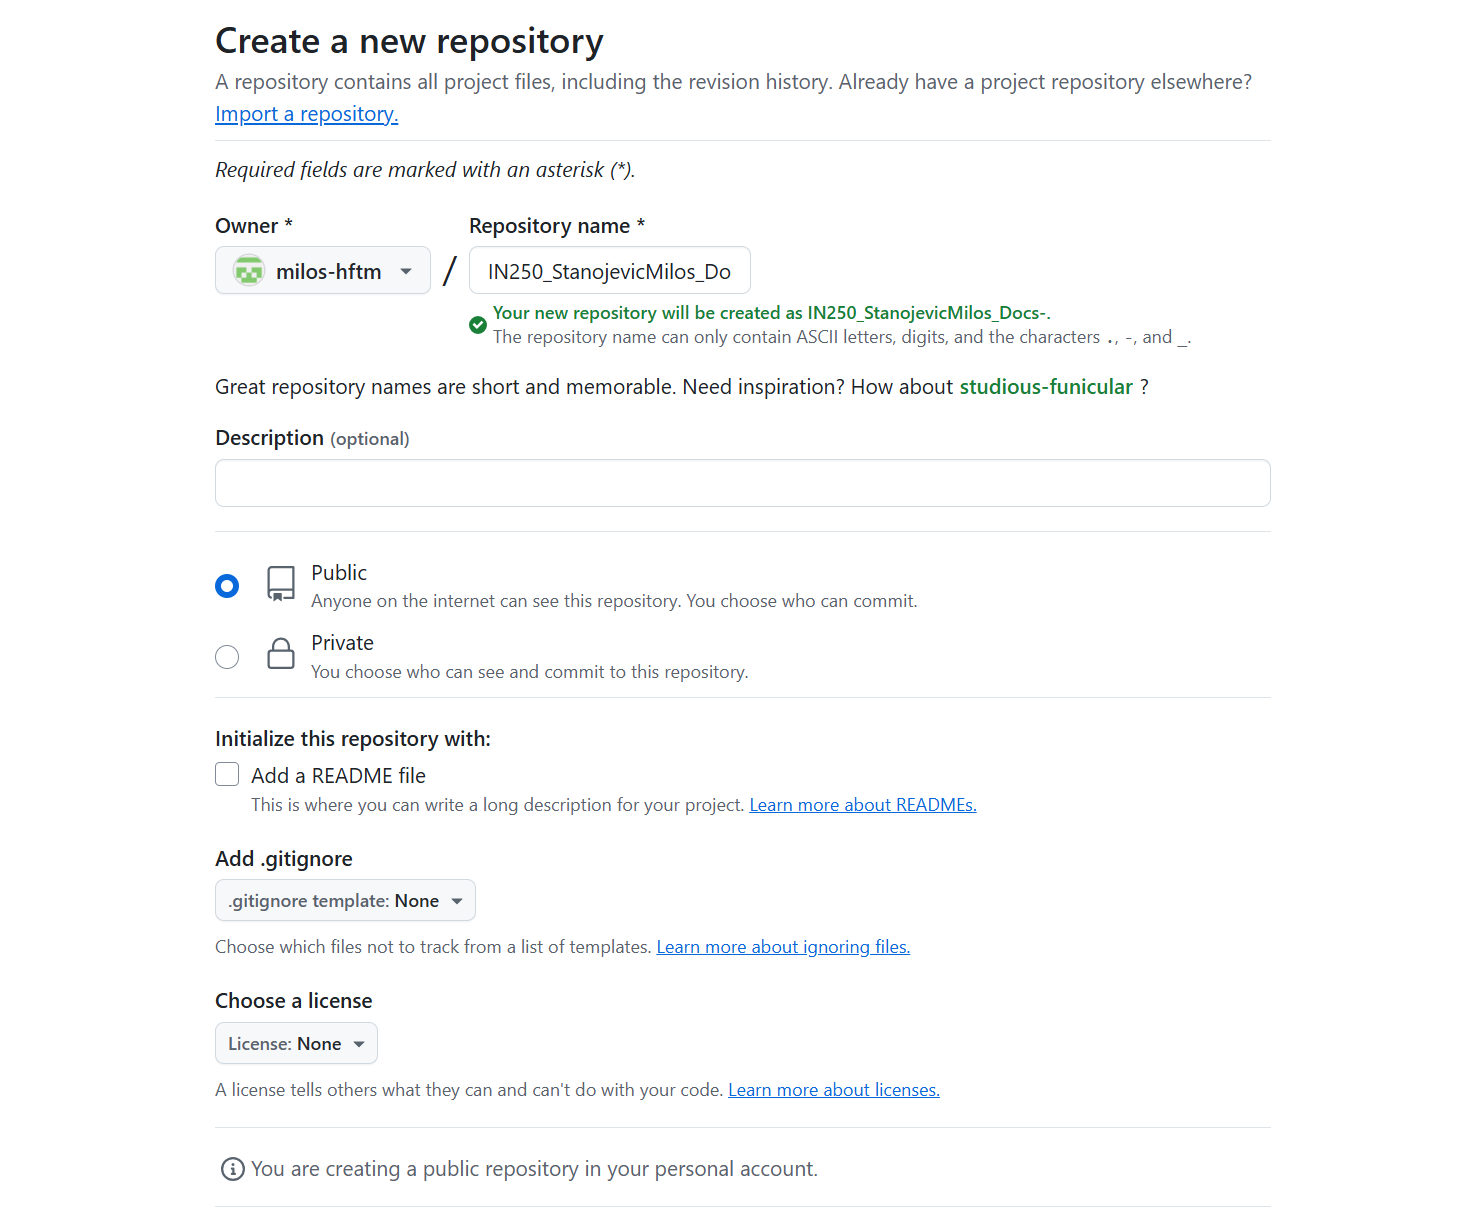 Create a new repository
A repository contains all project files, including the revision history. Already have a project repository elsewhere?
Import a repository.
Required fields are marked with an asterisk (*).
Owner *
Repository name *
milos-hftm
/
IN250_StanojevicMilos_Do
Your new repository will be created as IN250_StanojevicMilos_Docs-.
The repository name can only contain ASCII letters, digits, and the characters ., -, and _.
Great repository names are short and memorable. Need inspiration? How about studious-funicular ?
Description (optional)
Public
Anyone on the internet can see this repository. You choose who can commit.
Private
You choose who can see and commit to this repository.
Initialize this repository with:
Add a README file
This is where you can write a long description for your project. Learn more about READMEs.
Add .gitignore
.gitignore template: None
Choose which files not to track from a list of templates. Learn more about ignoring files.
Choose a license
License: None
A license tells others what they can and can't do with your code. Learn more about licenses.
You are creating a public repository in your personal account.